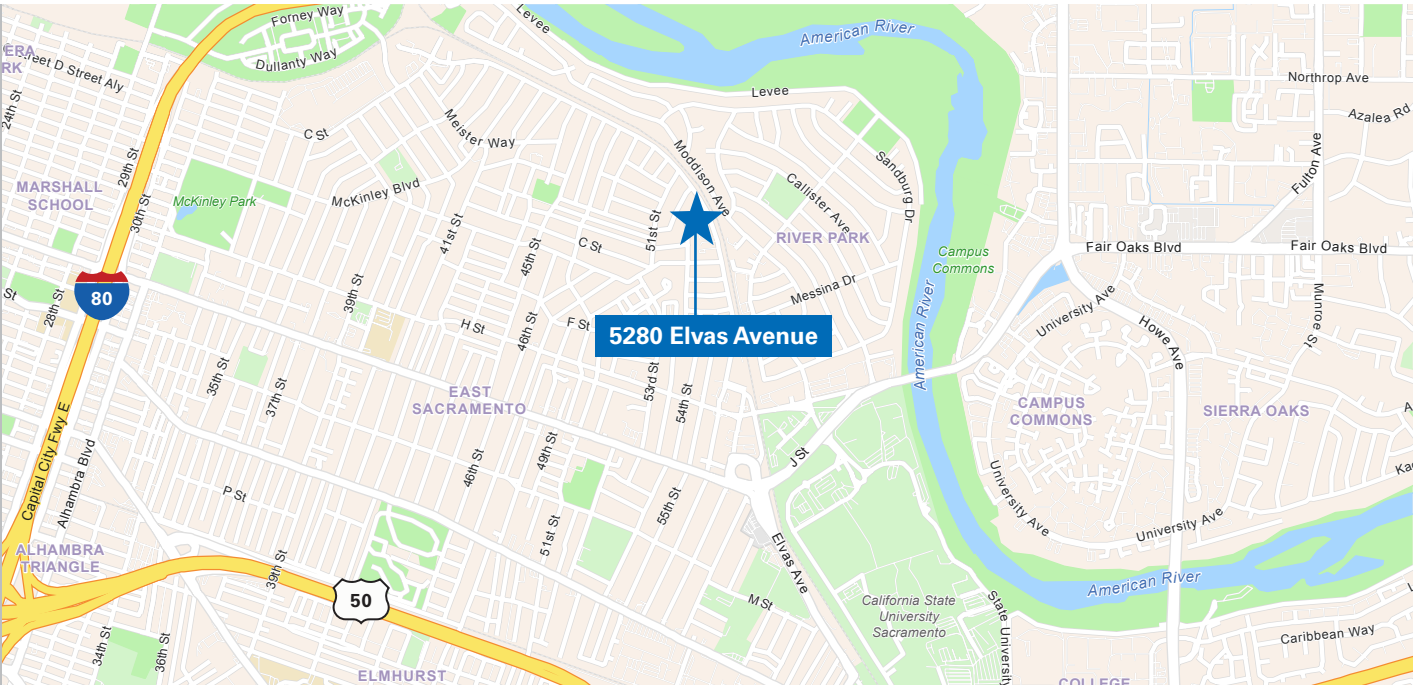 Forney Way
Levee
American River
ERA
RK
reet D Street Aly
Dullanty Way
Northrop Ave
Levee
24th St
C St
Meister Way
Moddison Ave
Azalea Rd
Fulton Ave
29th St
Sandburg Dr
Callister Ave
MARSHALL
SCHOOL
McKinley Park
McKinley Blvd
30th St
41st St
51st St
45th St
C St
RIVER PARK
Campus
Commons
Fair Oaks Blvd
Fair Oaks Blvd
St
28th St
80
39th St
Messina Dr
American River
University Ave
Munroe St
H St
46th St
F St
5280 Elvas Avenue
Howe Ave
35th St
37th St
53rd St
54th St
EAST
SACRAMENTO
CAMPUS
COMMONS
SIERRA OAKS
A
Capital City Fwy E
Alhambra Blvd
46th St
49th St
J St
Ka
P St
55th St
51st St
University Ave
University Ave
Elvas Ave
ALHAMBRA
TRIANGLE
39th St
50
M St
American River
California State
University
Sacramento
State University
Caribbean Way
L
34th St
36th St
ELMHURST
COLLEGE